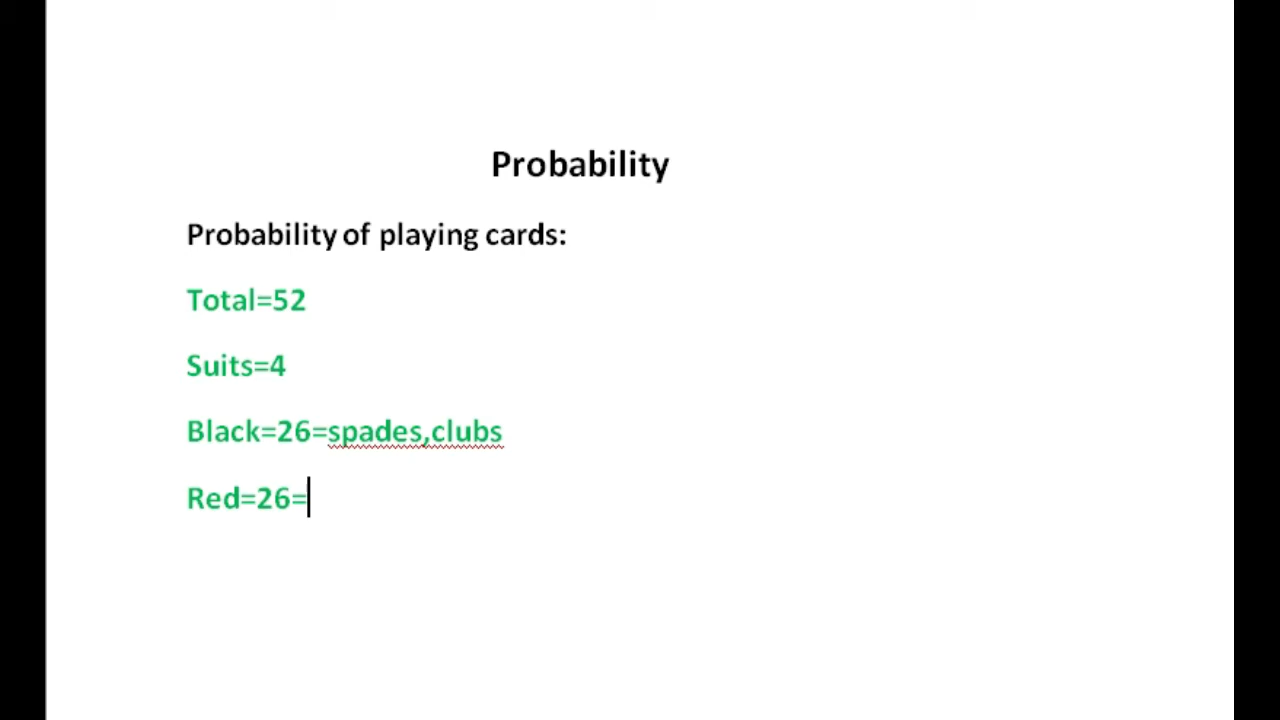 Probability
Probability of playing cards:
Total=52
Suits=4
Black=26=spades,clubs
Red=26=